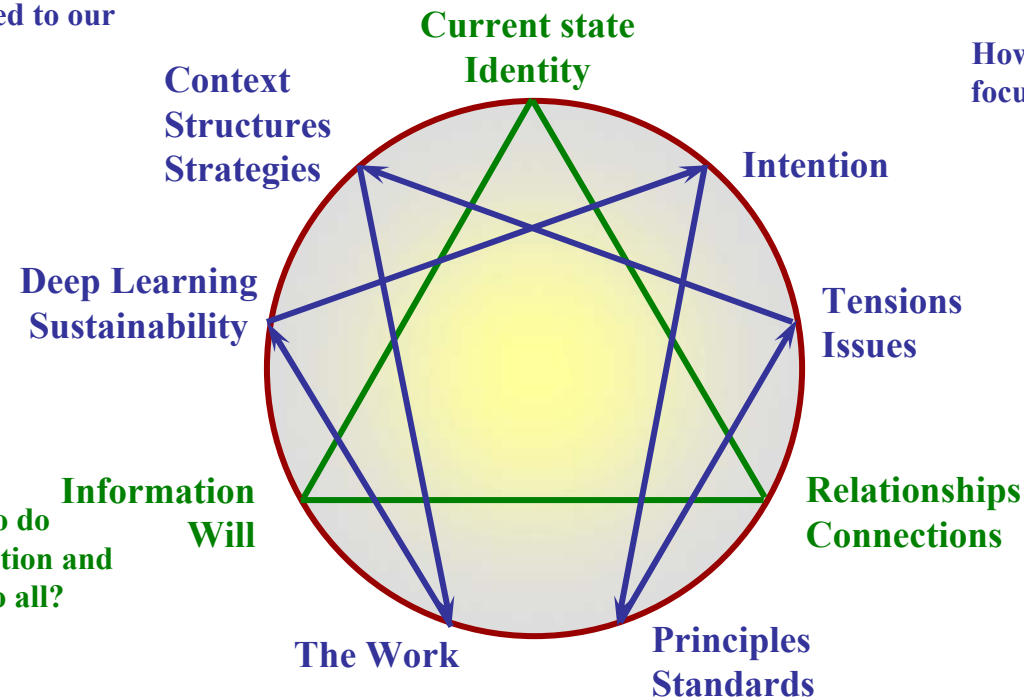 ed to our
Current state
Identity
How
focu
Context
Structures
Strategies
Intention
Deep Learning
Sustainability
Tensions
Issues
Information
Will
o do
tion and
o all?
Relationships
Connections
The Work
Principles
Standards